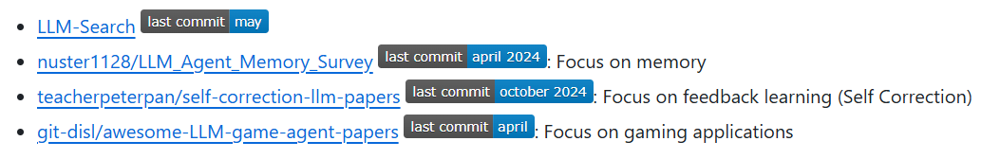 LLM-Search last commit may
nuster1128/LLM_Agent_Memory_Survey last commit april 2024: Focus on memory
teacherpeterpan/self-correction-llm-papers last commit october 2024: Focus on feedback learning (Self Correction)
git-disl/awesome-LLM-game-agent-papers last commit april: Focus on gaming applications